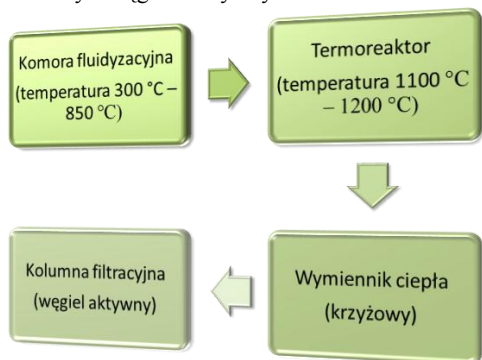 Komora fluidyzacyjna
(temperatura 300 °C –
850 °C)
Termoreaktor
(temperatura 1100 °C
– 1200 °C)
Wymiennik ciepła
(krzyżowy)
Kolumna filtracyjna
(węgiel aktywny)